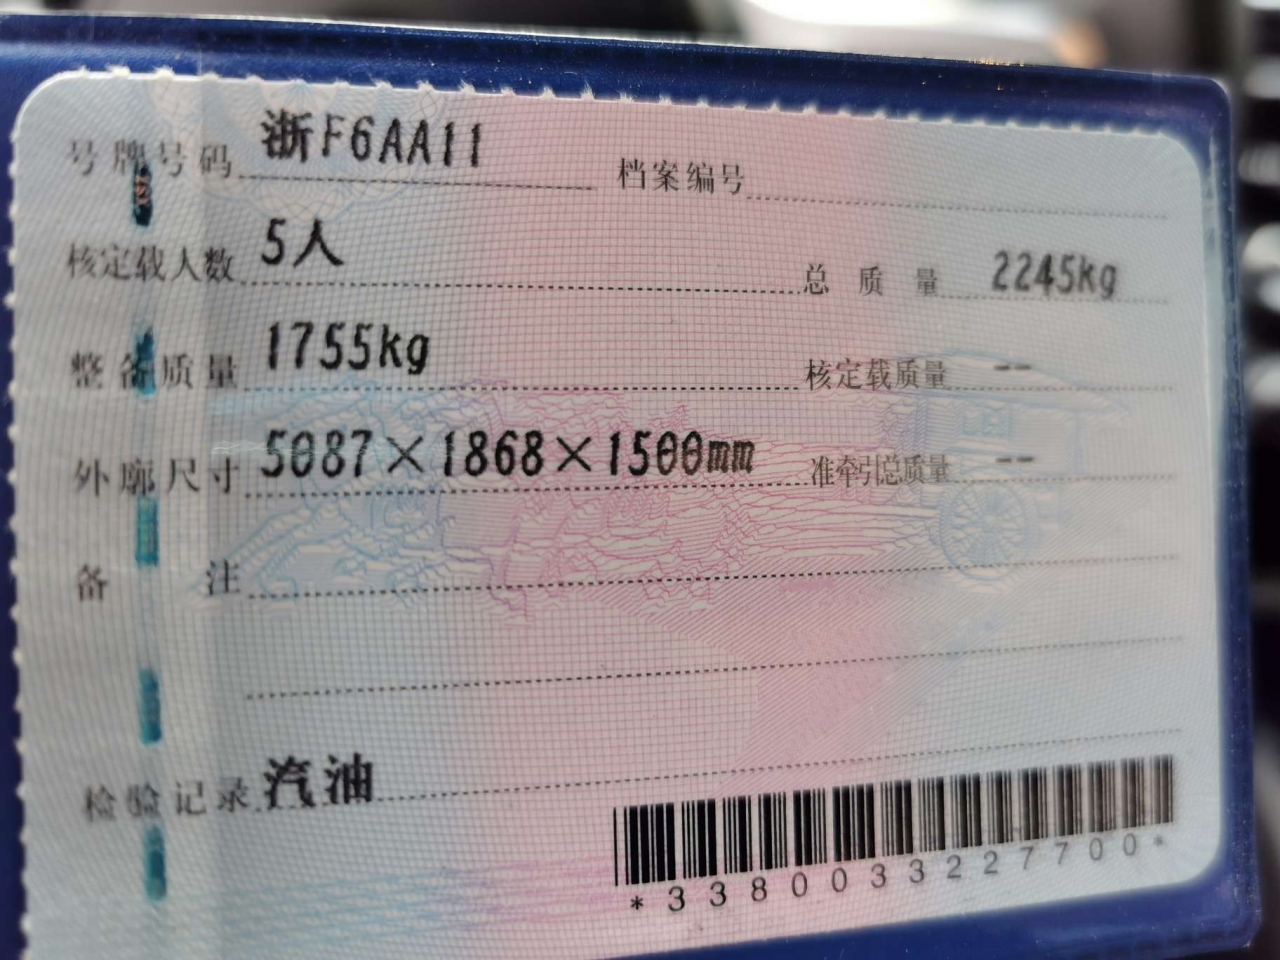 号牌号码 浙F6AA11 档案编号
核定载人数 5人 总质量 2245kg
整备质量 1755kg 核定载质量 --
外廓尺寸 5087×1868×1500mm 准牵引总质量 --
备注
检验记录 汽油
*3380033227700*